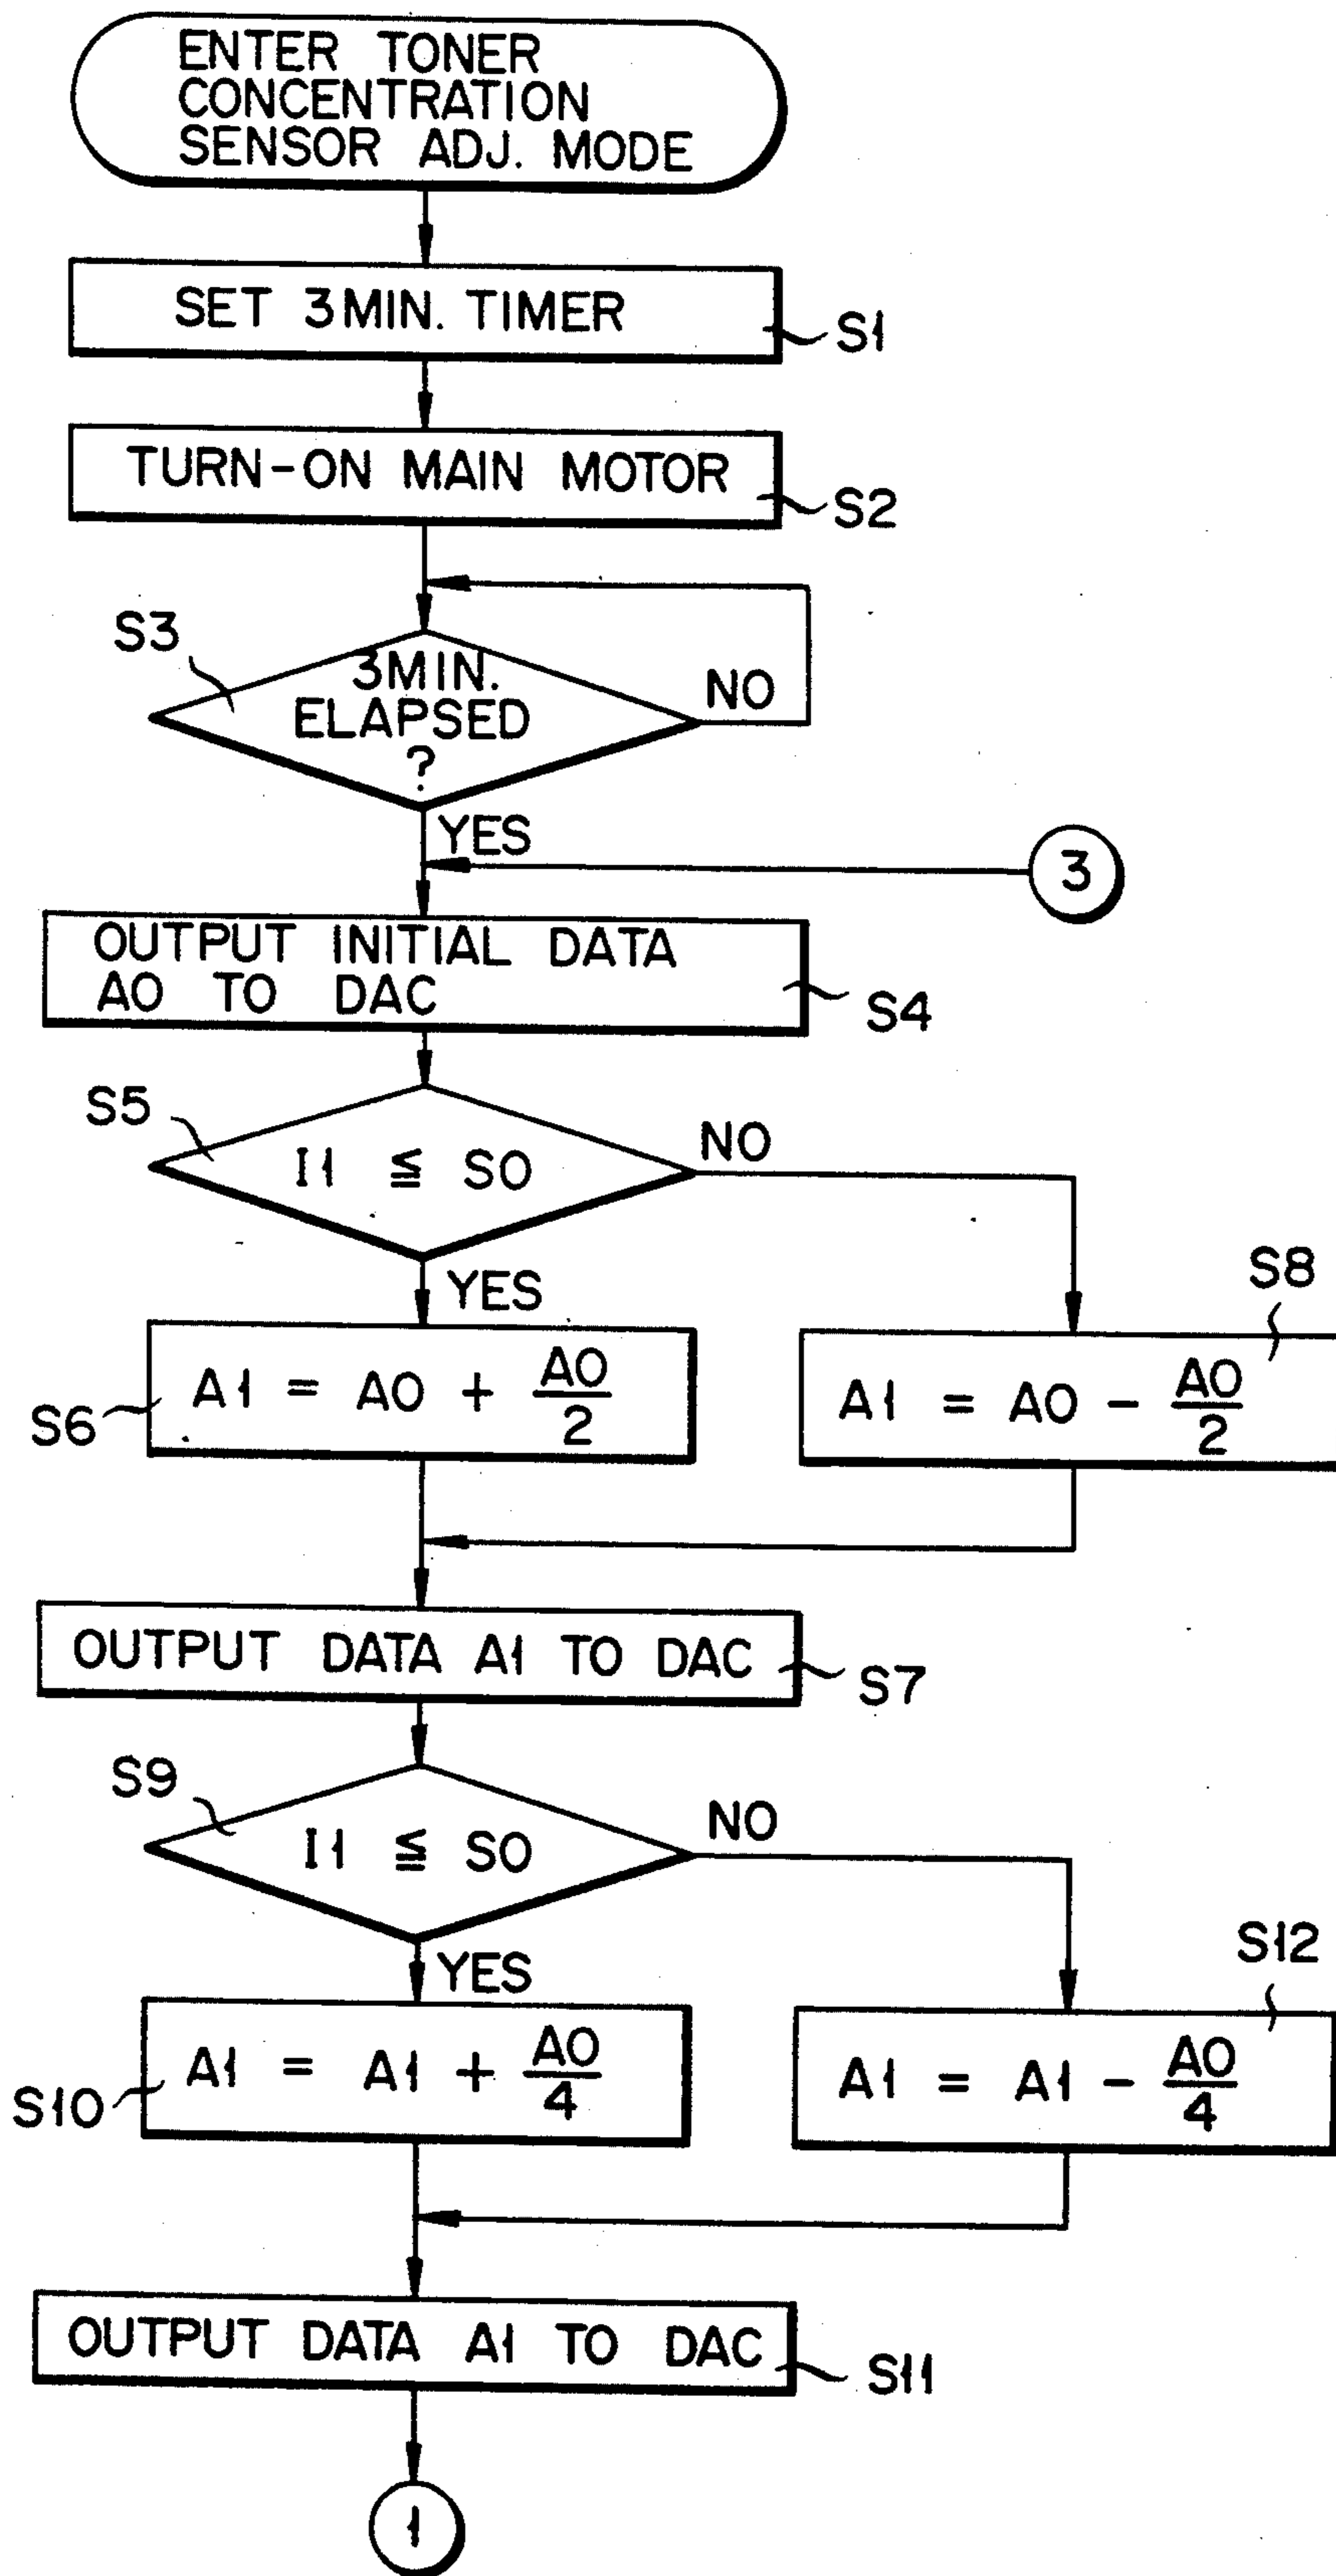 ENTER TONER
CONCENTRATION
SENSOR ADJ. MODE
SET 3MIN. TIMER
S1
TURN-ON MAIN MOTOR
S2
S3
3MIN.
ELAPSED
?
NO
YES
3
OUTPUT INITIAL DATA
A0 TO DAC
S4
S5
I1 ≦ S0
NO
YES
S8
A1 = A0 + A0/2
S6
A1 = A0 - A0/2
OUTPUT DATA A1 TO DAC
S7
S9
I1 ≦ S0
NO
YES
S12
A1 = A1 + A0/4
S10
A1 = A1 - A0/4
OUTPUT DATA A1 TO DAC
S11
1